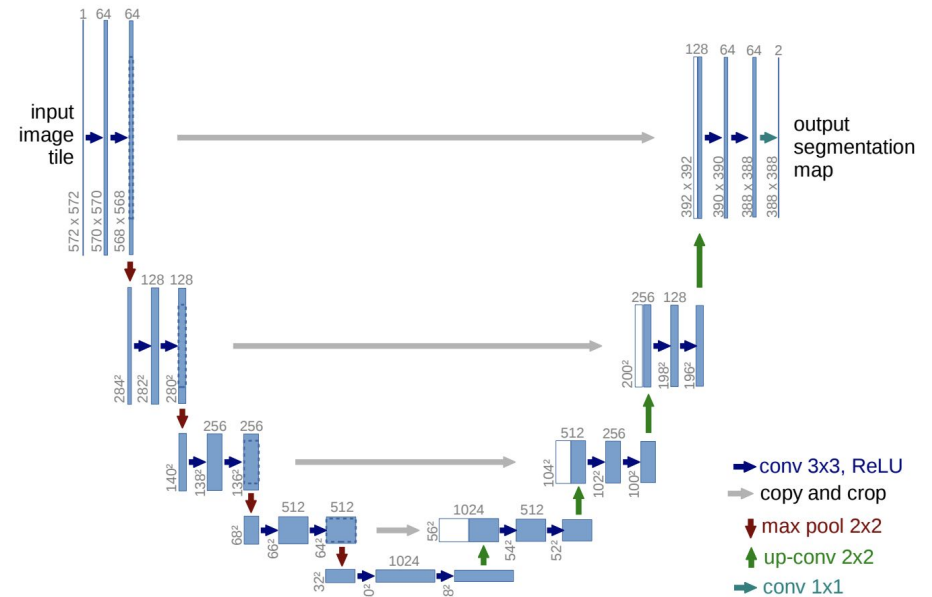 1 64 64
input
image
tile
572 x 572
570 x 570
568 x 568
128 64 64 2
output
segmentation
map
392 x 392
390 x 390
388 x 388
388 x 388
128 128
284²
282²
280²
256 128
200²
198²
196²
256 256
140²
138²
136²
512 256
104²
102²
100²
512 512
68²
66²
64²
1024 512
56²
54²
52²
1024
32²
0²
8²
conv 3x3, ReLU
copy and crop
max pool 2x2
up-conv 2x2
conv 1x1